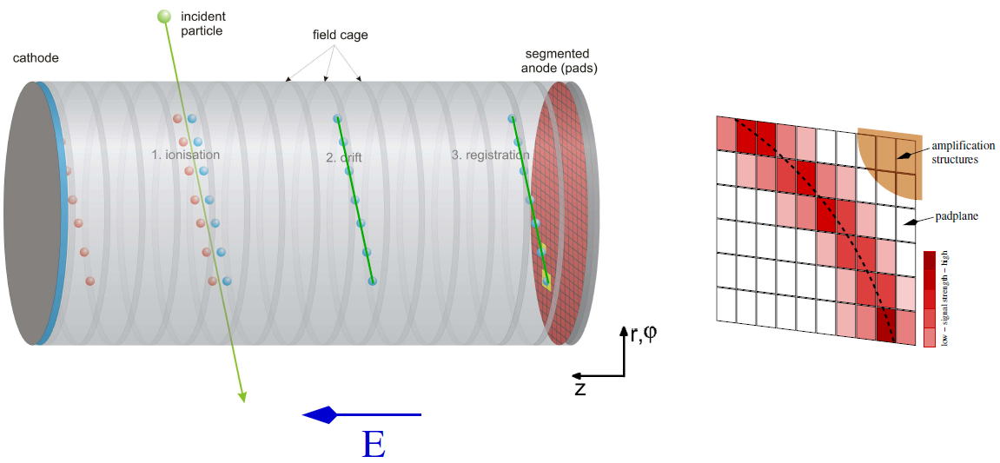 incident
particle
field cage
cathode
segmented
anode (pads)
1. ionisation
2. drift
3. registration
r,φ
z
E
amplification
structures
padplane
low − signal strength − high